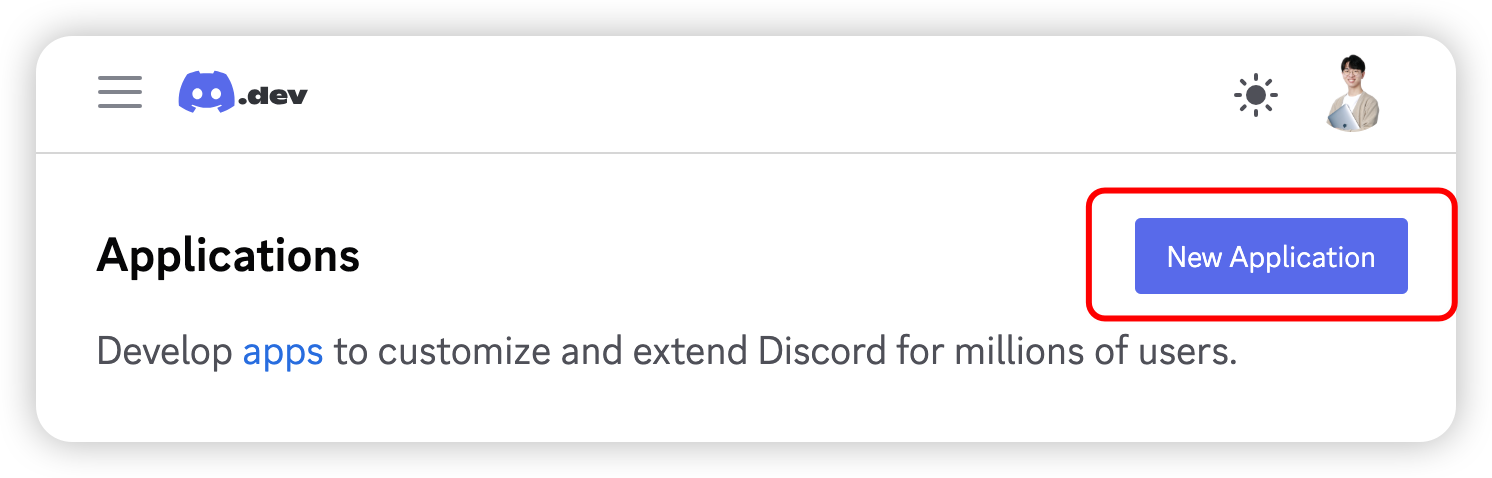 .dev
Applications
New Application
Develop apps to customize and extend Discord for millions of users.